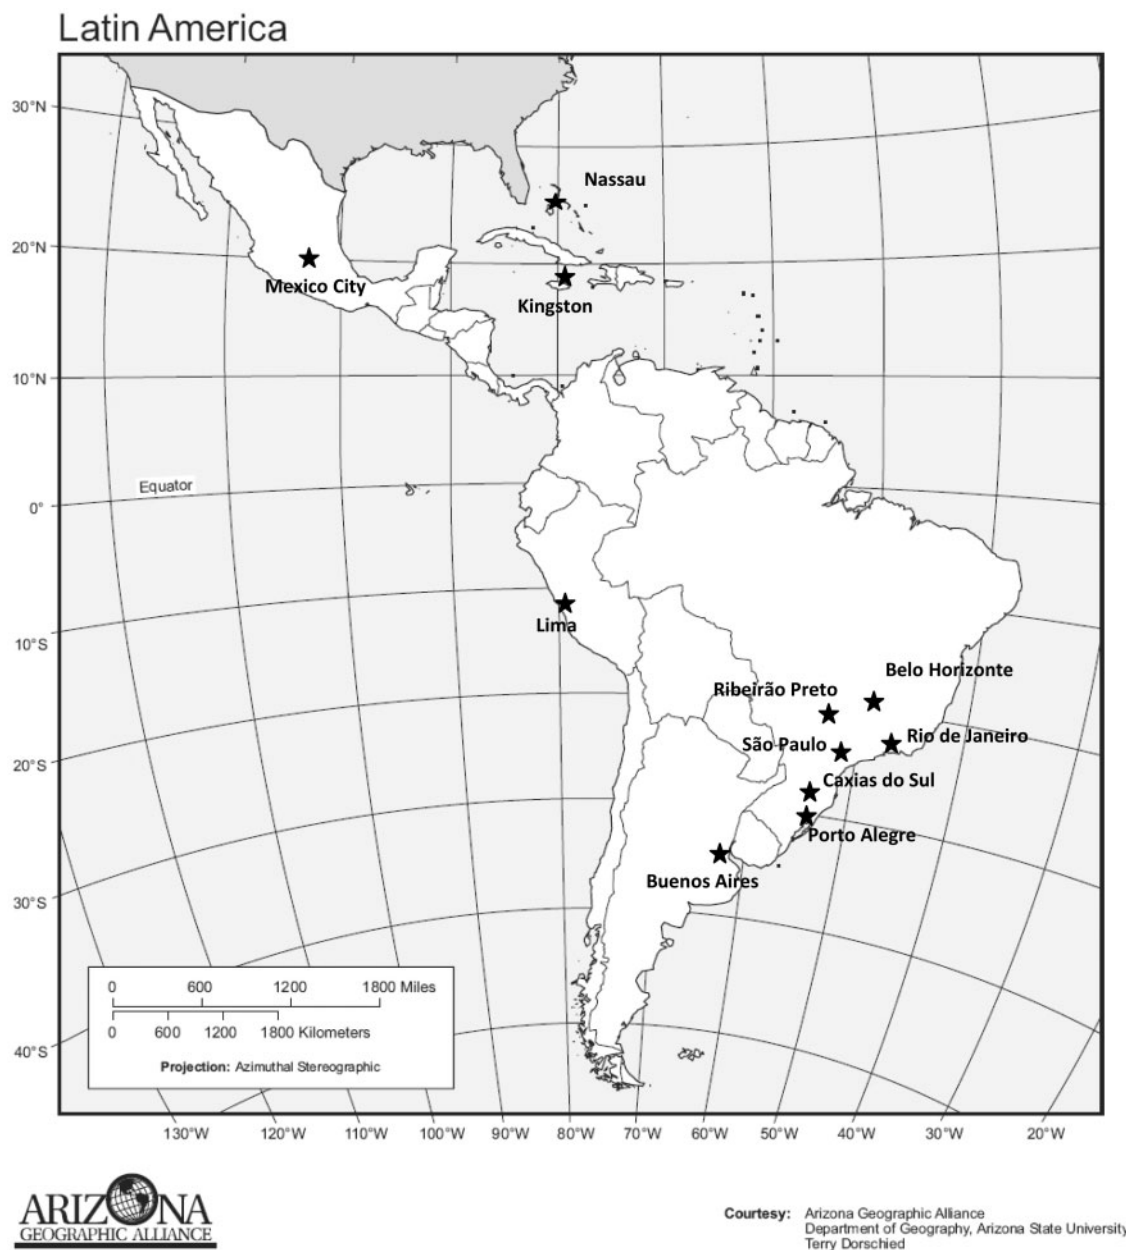 Latin America
30°N
20°N
10°N
0°
10°S
20°S
30°S
40°S
Nassau
Mexico City
Kingston
Equator
Lima
Belo Horizonte
Ribeirão Preto
Rio de Janeiro
São Paulo
Caxias do Sul
Porto Alegre
Buenos Aires
0 600 1200 1800 Miles
0 600 1200 1800 Kilometers
Projection: Azimuthal Stereographic
130°W 120°W 110°W 100°W 90°W 80°W 70°W 60°W 50°W 40°W 30°W 20°W
ARIZONA
GEOGRAPHIC ALLIANCE
Courtesy: Arizona Geographic Alliance
Department of Geography, Arizona State University
Terry Dorschied